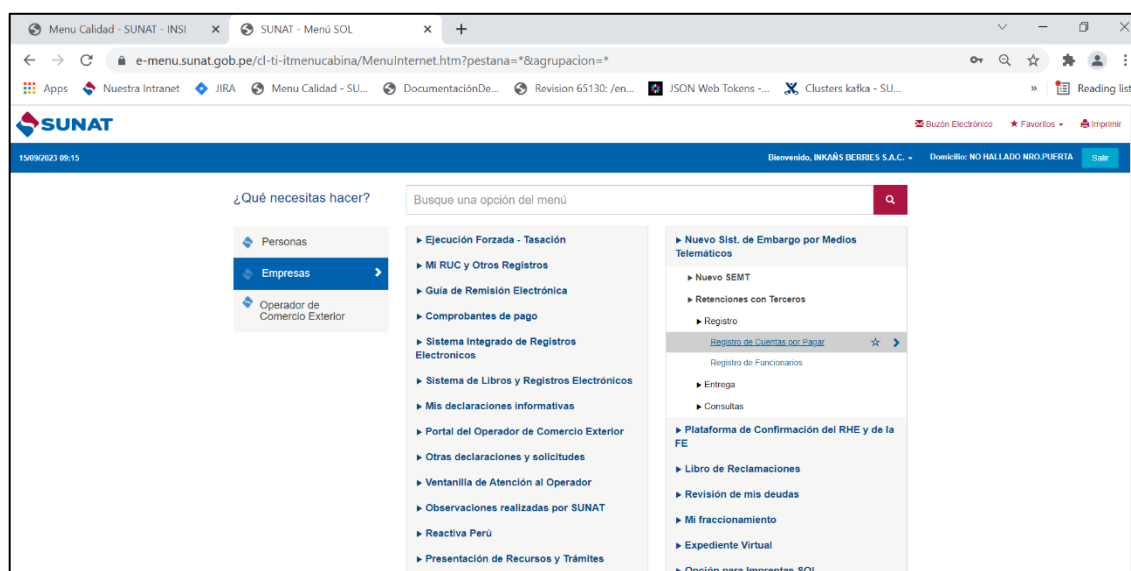 Menu Calidad - SUNAT - INSI
SUNAT - Menú SOL
e-menu.sunat.gob.pe/cl-ti-itmenucabina/MenuInternet.htm?pestana=*&agrupacion=*
Apps
Nuestra Intranet
JIRA
Menu Calidad - SU...
DocumentaciónDe...
Revision 65130: /en...
JSON Web Tokens -...
Clusters kafka - SU...
»
Reading list
SUNAT
Buzón Electrónico
Favoritos
Imprimir
15/09/2023 09:15
Bienvenido, INKAÑS BERRIES S.A.C.
Domicilio: NO HALLADO NRO.PUERTA
Salir
¿Qué necesitas hacer?
Busque una opción del menú
Personas
Empresas
Operador de
Comercio Exterior
Ejecución Forzada - Tasación
Mi RUC y Otros Registros
Guía de Remisión Electrónica
Comprobantes de pago
Sistema Integrado de Registros
Electronicos
Sistema de Libros y Registros Electrónicos
Mis declaraciones informativas
Portal del Operador de Comercio Exterior
Otras declaraciones y solicitudes
Ventanilla de Atención al Operador
Observaciones realizadas por SUNAT
Reactiva Perú
Presentación de Recursos y Trámites
Nuevo Sist. de Embargo por Medios
Telemáticos
Nuevo SEMT
Retenciones con Terceros
Registro
Registro de Cuentas por Pagar
Registro de Funcionarios
Entrega
Consultas
Plataforma de Confirmación del RHE y de la
FE
Libro de Reclamaciones
Revisión de mis deudas
Mi fraccionamiento
Expediente Virtual
Opción para Imprentas SOL